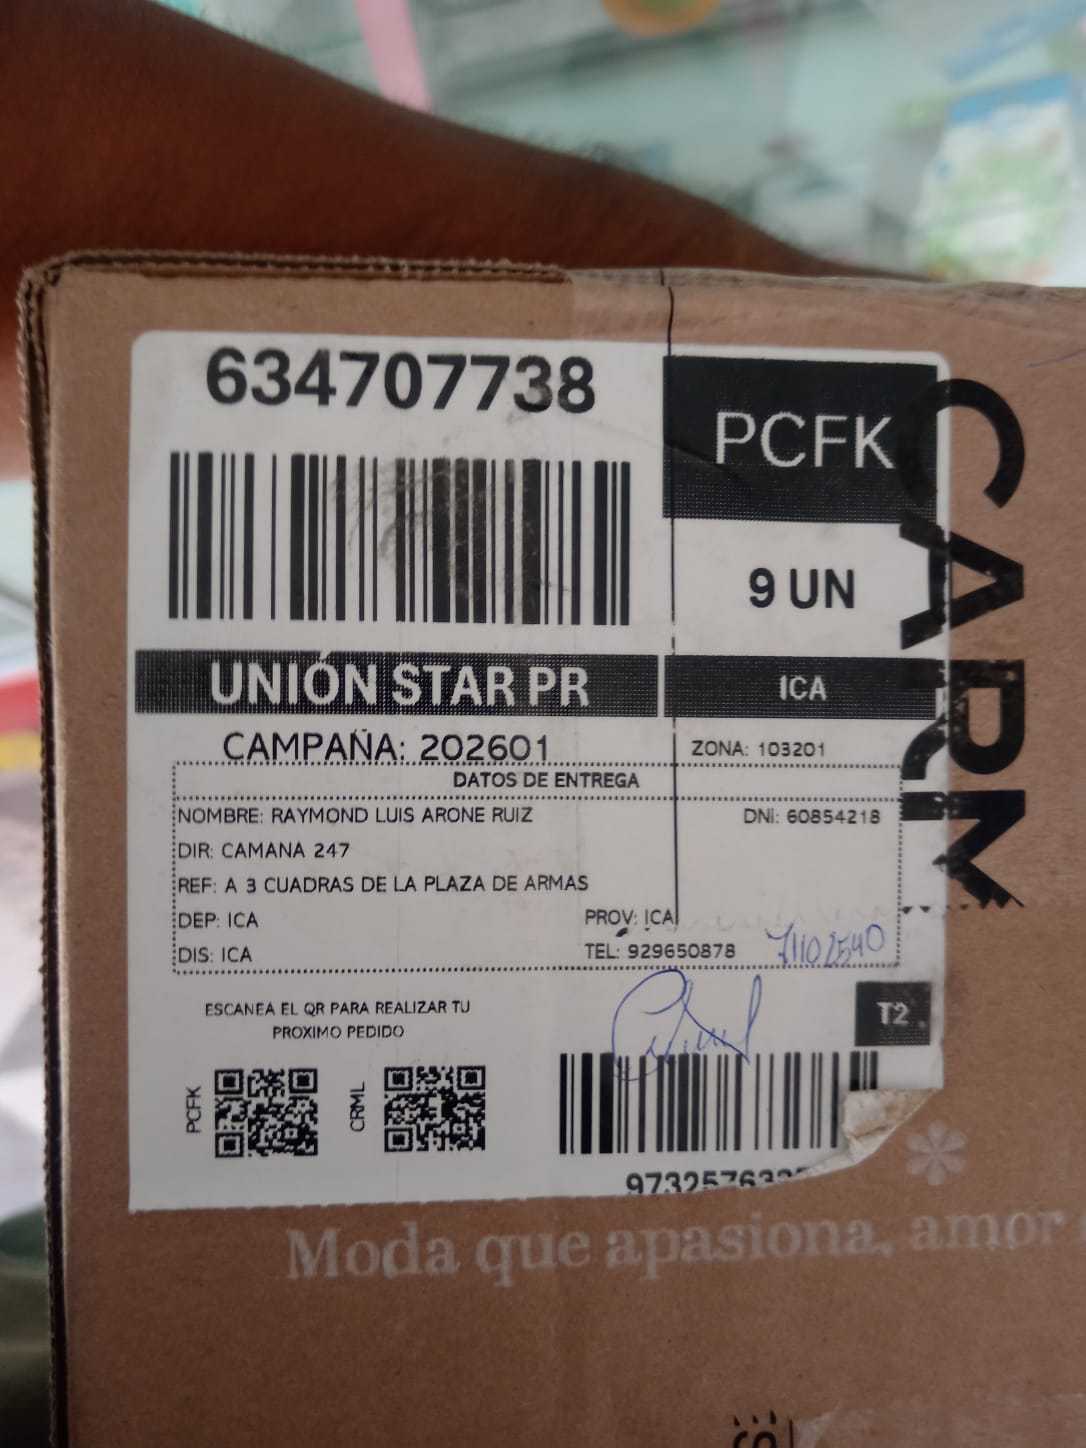 634707738
PCFK
9 UN
UNIÓN STAR PR
ICA
CAMPAÑA: 202601
ZONA: 103201
DATOS DE ENTREGA
NOMBRE: RAYMOND LUIS ARONE RUIZ
DNI: 60854218
DIR: CAMANA 247
REF: A 3 CUADRAS DE LA PLAZA DE ARMAS
DEP: ICA
PROV: ICA
DIS: ICA
TEL: 929650878
71102540
ESCANEA EL QR PARA REALIZAR TU
PROXIMO PEDIDO
T2
PCFK
CRML
CARM
Moda que apasiona, amor